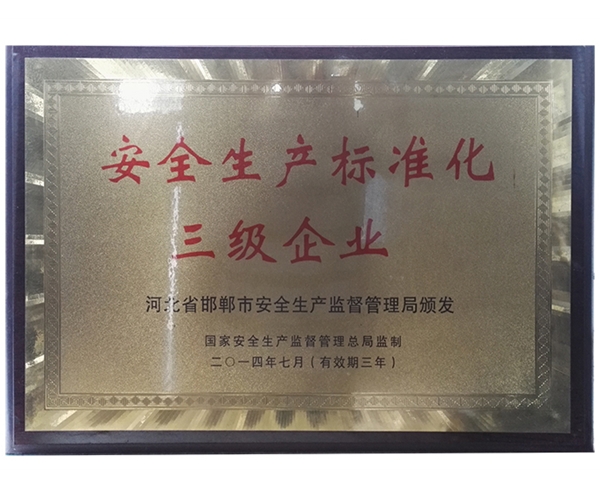 安全生产标准化
三级企业
河北省邯郸市安全生产监督管理局颁发
国家安全生产监督管理总局监制
二〇一四年七月（有效期三年）